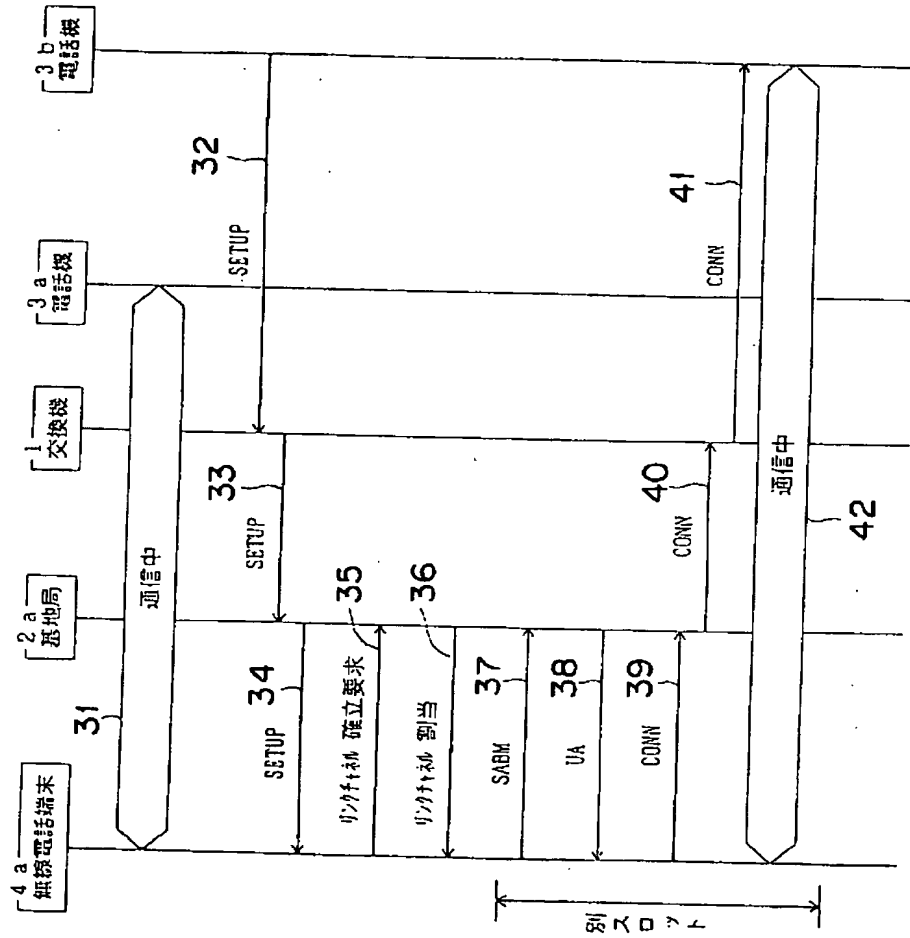 4a
無線電話端末
2a
基地局
1
交換機
3a
電話機
3b
電話機
31
通信中
SETUP
32
SETUP
33
SETUP
34
リンクチャネル 確立要求
35
リンクチャネル 割当
36
SABM
37
UA
38
CONN
39
CONN
40
CONN
41
通信中
42
別スロット